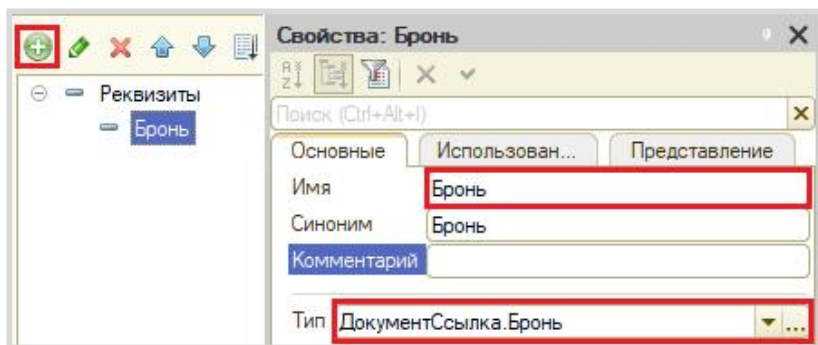 Свойства: Бронь
Поиск (Ctrl+Alt+I)
Реквизиты
Бронь
Основные Использован... Представление
Имя Бронь
Синоним Бронь
Комментарий
Тип ДокументСсылка.Бронь ...